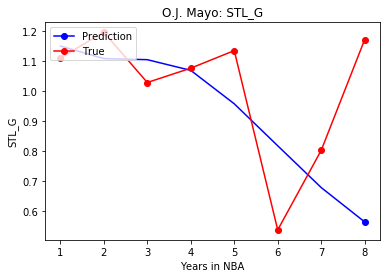 O.J. Mayo: STL_G
Prediction
True
1.2
1.1
1.0
0.9
0.8
0.7
0.6
STL_G
1 2 3 4 5 6 7 8
Years in NBA